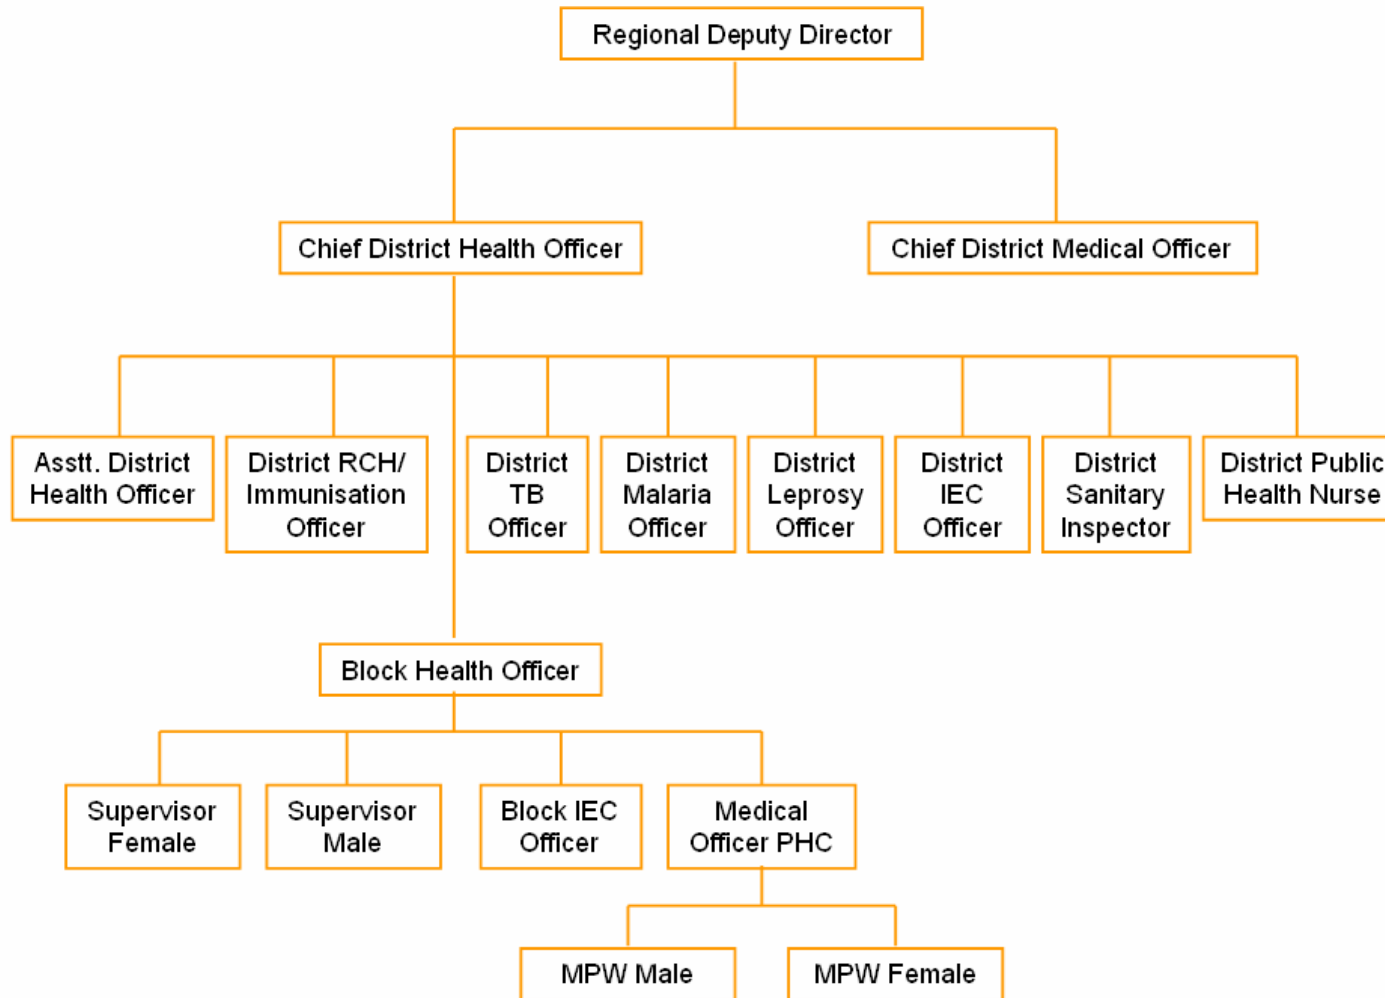 Regional Deputy Director
Chief District Health Officer
Chief District Medical Officer
Asstt. District
Health Officer
District RCH/
Immunisation
Officer
District
TB
Officer
District
Malaria
Officer
District
Leprosy
Officer
District
IEC
Officer
District
Sanitary
Inspector
District Public
Health Nurse
Block Health Officer
Supervisor
Female
Supervisor
Male
Block IEC
Officer
Medical
Officer PHC
MPW Male
MPW Female